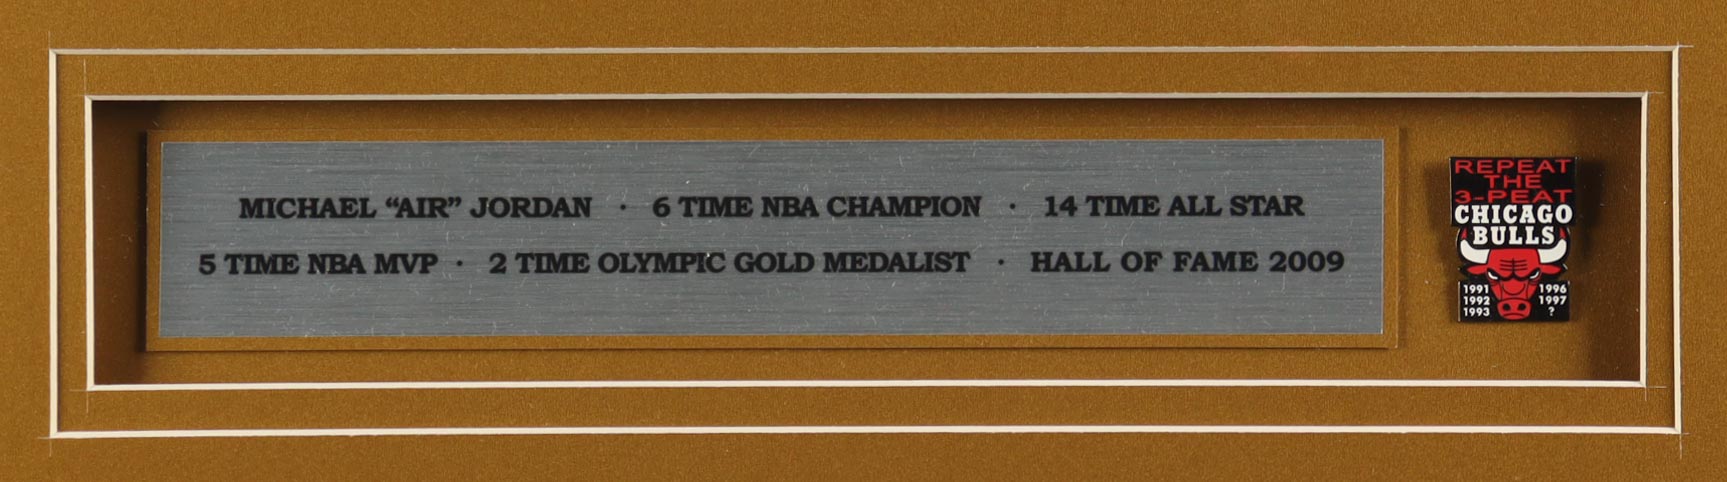 MICHAEL “AIR” JORDAN · 6 TIME NBA CHAMPION · 14 TIME ALL STAR
5 TIME NBA MVP · 2 TIME OLYMPIC GOLD MEDALIST · HALL OF FAME 2009
REPEAT
THE
3-PEAT
CHICAGO
BULLS
1991 1996
1992 1997
1993 ?